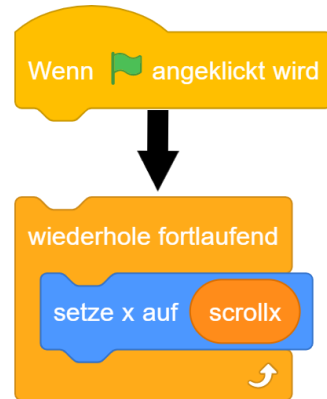 Wenn angeklickt wird
wiederhole fortlaufend
setze x auf scrollx